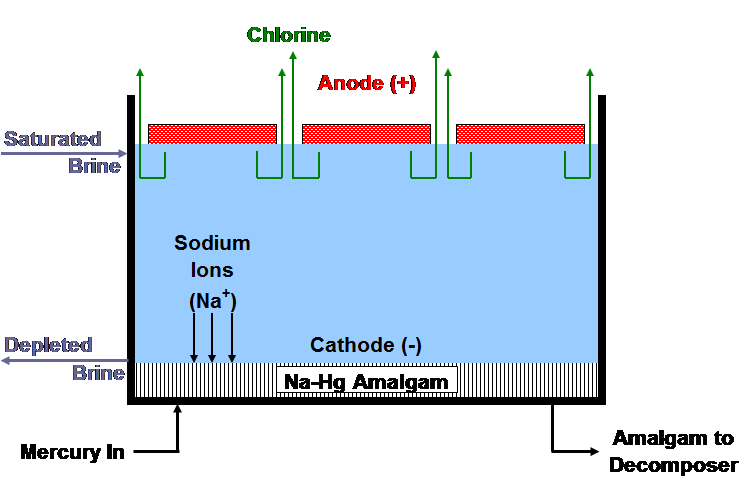 Chlorine
Anode (+)
Saturated
Brine
Sodium
Ions
(Na+)
Depleted
Brine
Cathode (-)
Na-Hg Amalgam
Mercury In
Amalgam to
Decomposer